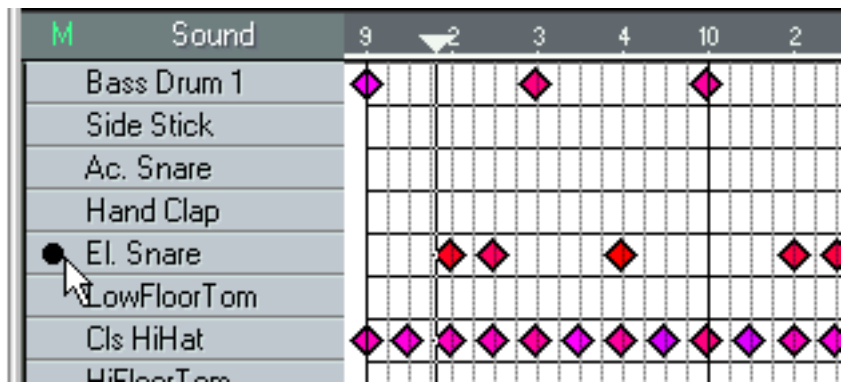 M Sound 9 2 3 4 10 2
Bass Drum 1
Side Stick
Ac. Snare
Hand Clap
El. Snare
LowFloorTom
Cls HiHat
HiFloorTom